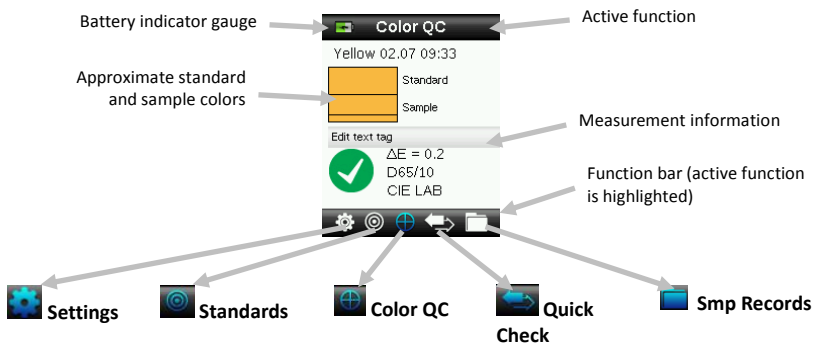 Battery indicator gauge
Color QC
Active function
Yellow 02.07 09:33
Approximate standard
and sample colors
Standard
Sample
Measurement information
Edit text tag
ΔE = 0.2
D65/10
CIE LAB
Function bar (active function
is highlighted)
Settings
Standards
Color QC
Quick
Check
Smp Records